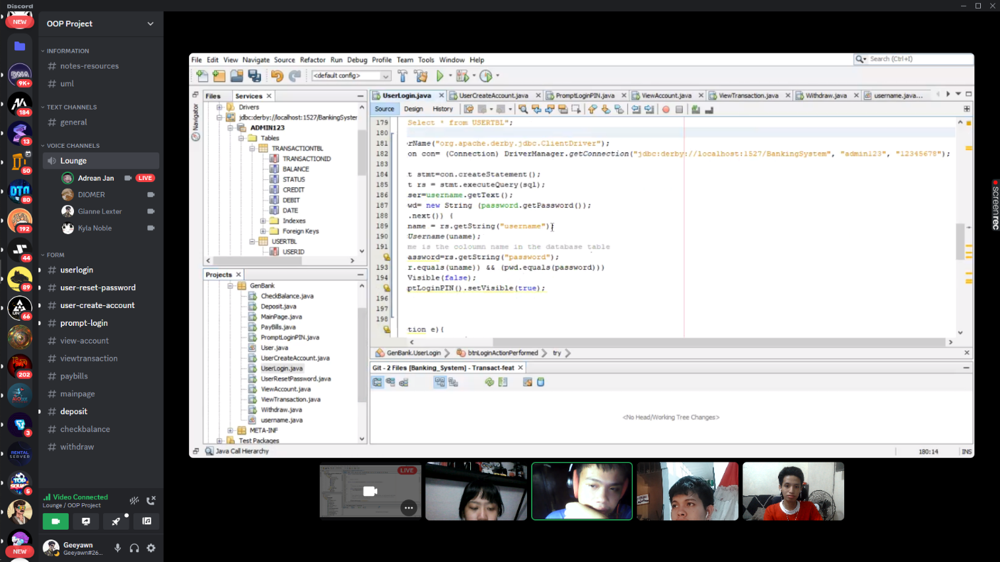 Discord
NEW
9K+
184
13
60
80
192
44
89
66
202
3
RENTAL
SERVER
6
NEW
OOP Project
INFORMATION
# notes-resources
# uml
TEXT CHANNELS
# general
VOICE CHANNELS
Lounge
Adrean Jan LIVE
DIOMER
Gianne Lexter
Kyla Noble
FORM
# userlogin
# user-reset-password
# user-create-account
# prompt-login
# view-account
# viewtransaction
# paybills
# mainpage
# deposit
# checkbalance
# withdraw
Video Connected
Lounge / OOP Project
Geeyawn
Geeyawn#26...
File Edit View Navigate Source Refactor Run Debug Profile Team Tools Window Help
Search (Ctrl+I)
<default config>
Navigator
Files Services
Drivers
jdbc:derby://localhost:1527/BankingSyster
ADMIN123
Tables
TRANSACTIONTBL
TRANSACTIONID
BALANCE
STATUS
CREDIT
DEBIT
DATE
Indexes
Foreign Keys
USERTBL
USERID
Projects
GenBank
CheckBalance.java
Deposit.java
MainPage.java
PayBills.java
PromptLoginPIN.java
User.java
UserCreateAccount.java
UserLogin.java
UserResetPassword.java
ViewAccount.java
ViewTransaction.java
Withdraw.java
username.java
META-INF
Test Packages
Java Call Hierarchy
UserLogin.java UserCreateAccount.java PromptLoginPIN.java ViewAccount.java ViewTransaction.java Withdraw.java username.java...
Source Design History
179 Select * from USERTBL";
180
181 erName("org.apache.derby.jdbc.ClientDriver");
182 on con= (Connection) DriverManager.getConnection("jdbc:derby://localhost:1527/BankingSystem", "admin123", "12345678");
183
184 t stmt=con.createStatement();
185 t rs = stmt.executeQuery(sql);
186 ser=username.getText();
187 wd= new String (password.getPassword());
188 .next()) {
189 name = rs.getString("username");
190 Username(uname);
191 me is the coloumn name in the database table
assword=rs.getString("password");
193 r.equals(uname)) && (pwd.equals(password)))
194 Visible(false);
ptLoginPIN().setVisible(true);
196
197
198
tion e){
GenBank.UserLogin btnLoginActionPerformed try
Git - 2 Files [Banking_System] - Transact-feat
<No Head/Working Tree Changes>
180:14 INS
LIVE
screenrec